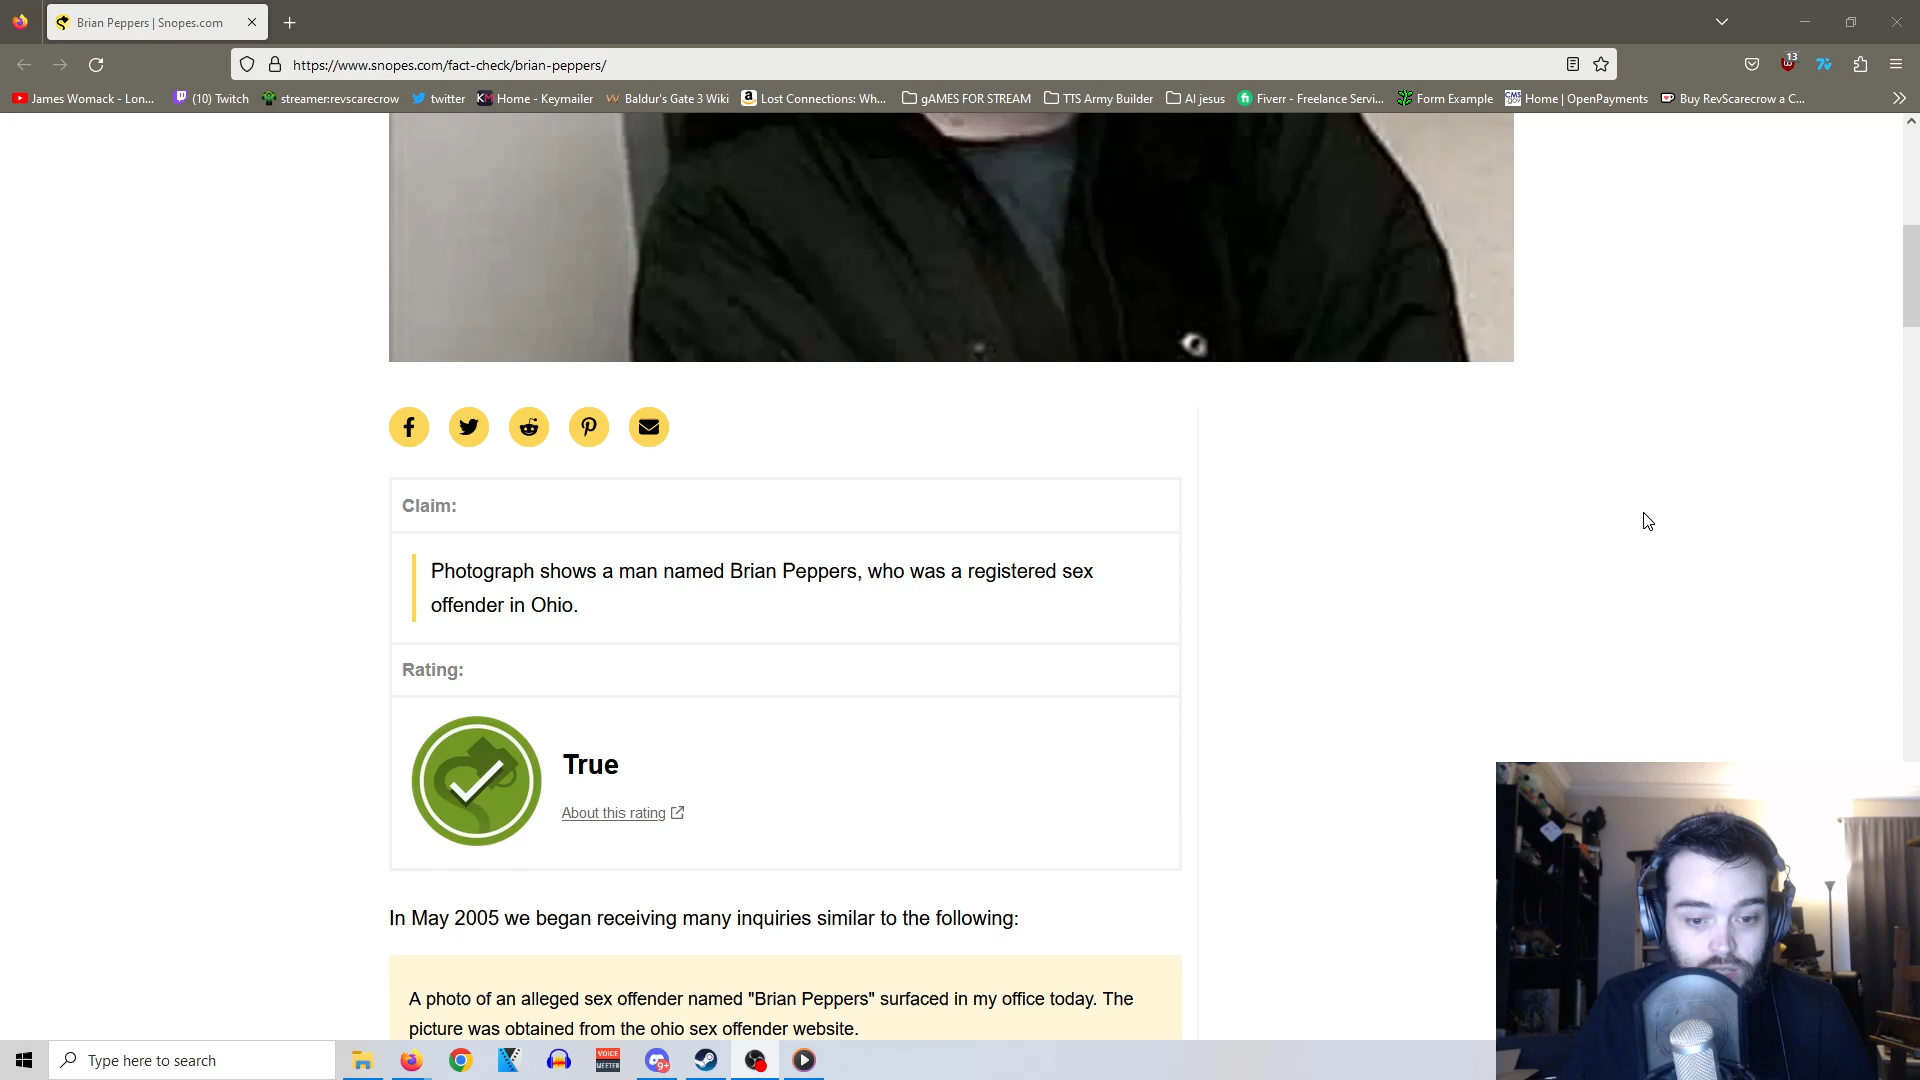 Brian Peppers | Snopes.com
https://www.snopes.com/fact-check/brian-peppers/
13
James Womack - Lon...
(10) Twitch
streamer:revscarecrow
twitter
Home - Keymailer
Baldur's Gate 3 Wiki
Lost Connections: Wh...
gAMES FOR STREAM
TTS Army Builder
AI jesus
Fiverr - Freelance Servi...
Form Example
Home | OpenPayments
Buy RevScarecrow a C...
Claim:
Photograph shows a man named Brian Peppers, who was a registered sex
offender in Ohio.
Rating:
True
About this rating
In May 2005 we began receiving many inquiries similar to the following:
A photo of an alleged sex offender named "Brian Peppers" surfaced in my office today. The
picture was obtained from the ohio sex offender website.
Type here to search
VOICE
MEETER
9+